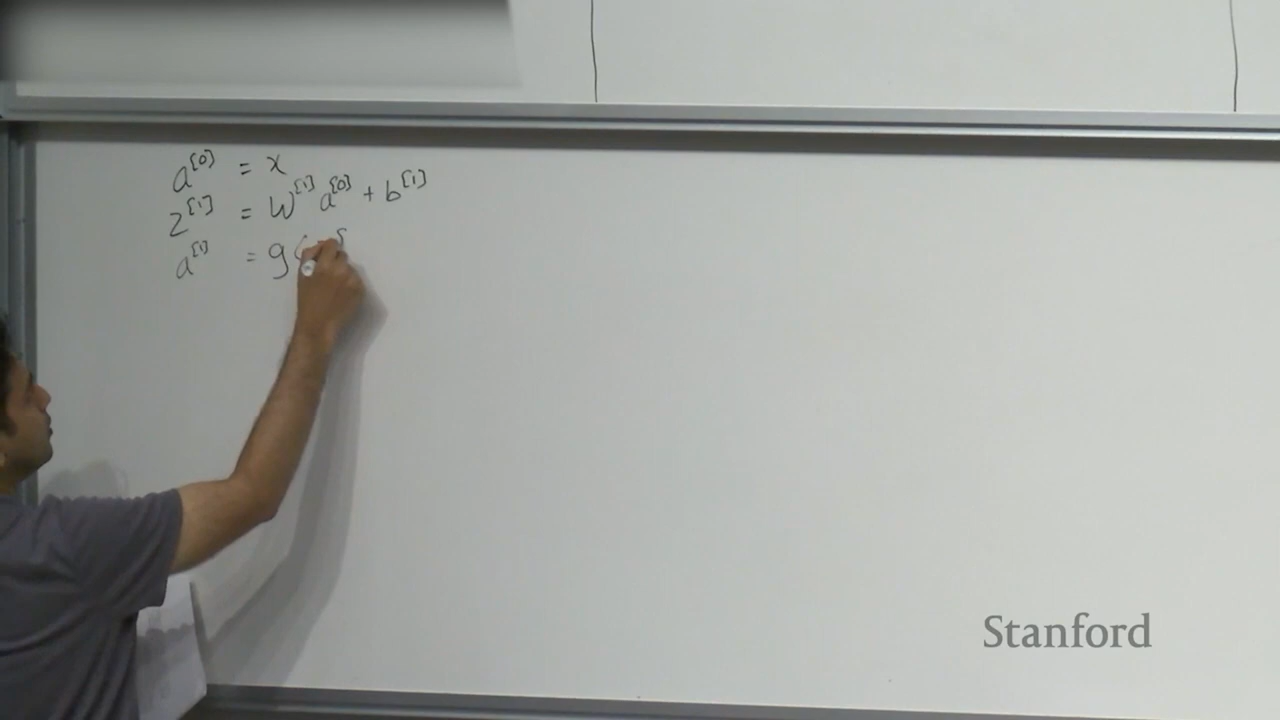 a^[0] = x
z^[1] = W^[1] a^[0] + b^[1]
a^[1] = g(
Stanford